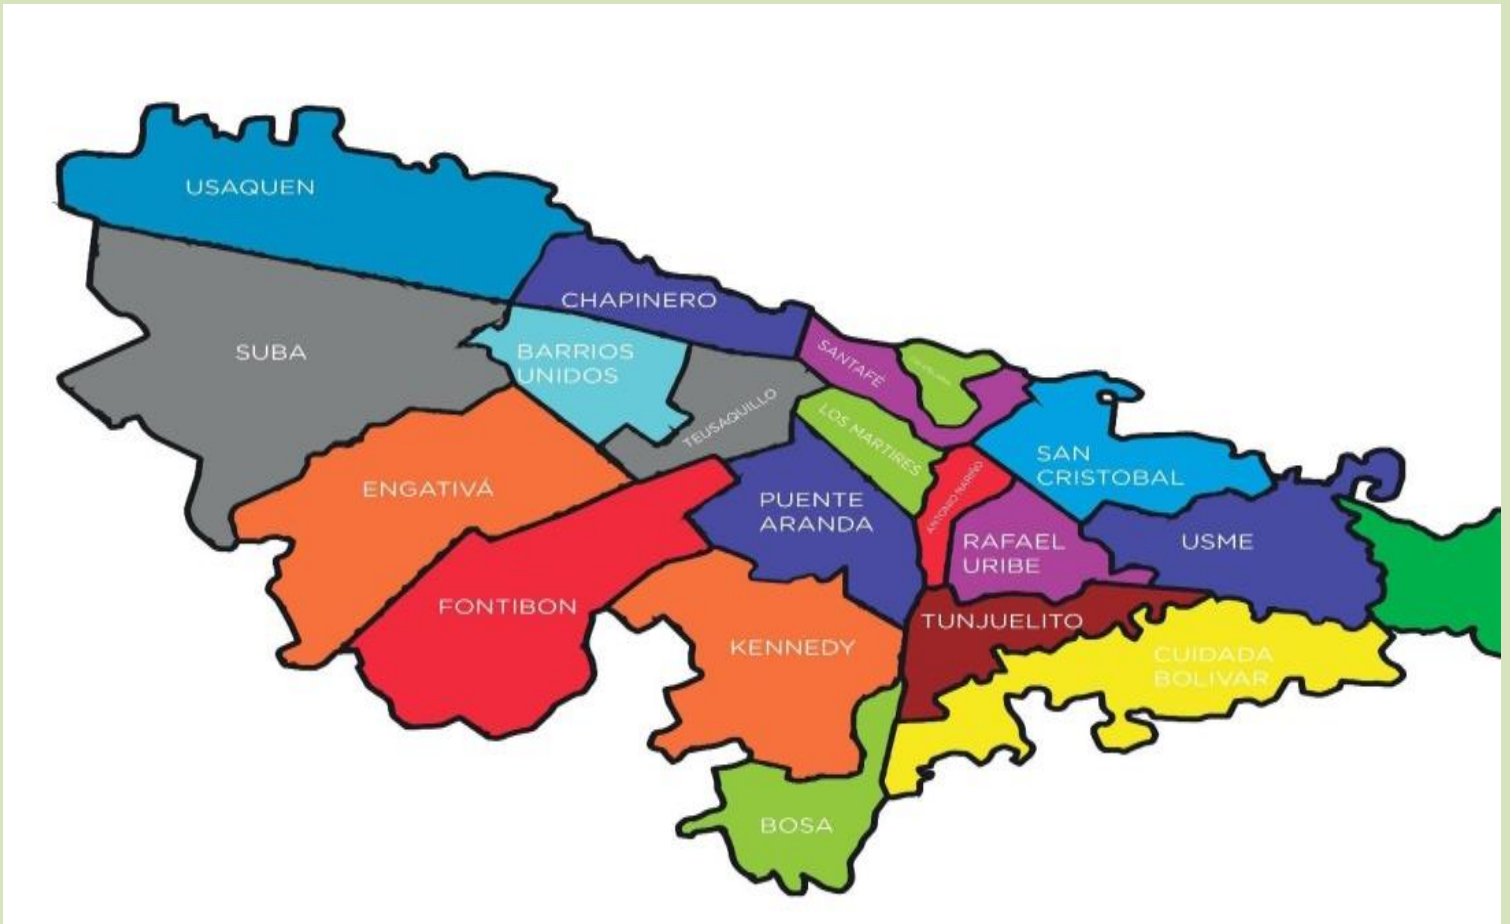 USAQUEN
CHAPINERO
SUBA
BARRIOS
UNIDOS
SANTAFÉ
TEUSAQUILLO
LOS MARTIRES
SAN
CRISTOBAL
ENGATIVÁ
PUENTE
ARANDA
ANTONIO NARIÑO
RAFAEL
URIBE
USME
FONTIBON
TUNJUELITO
KENNEDY
CUIDADA
BOLIVAR
BOSA